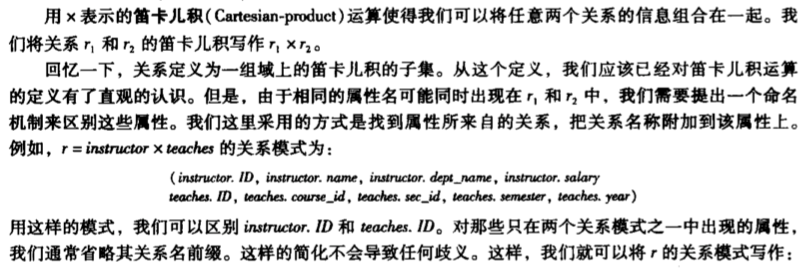 用×表示的笛卡儿积(Cartesian-product)运算使得我们可以将任意两个关系的信息组合在一起。我
们将关系 r₁ 和 r₂ 的笛卡儿积写作 r₁ × r₂。
回忆一下，关系定义为一组域上的笛卡儿积的子集。从这个定义，我们应该已经对笛卡儿积运算
的定义有了直观的认识。但是，由于相同的属性名可能同时出现在 r₁ 和 r₂ 中，我们需要提出一个命名
机制来区别这些属性。我们这里采用的方式是找到属性所来自的关系，把关系名称附加到该属性上。
例如，r = instructor × teaches 的关系模式为：
(instructor. ID, instructor. name, instructor. dept_name, instructor. salary
teaches. ID, teaches. course_id, teaches. sec_id, teaches. semester, teaches. year)
用这样的模式，我们可以区别 instructor. ID 和 teaches. ID。对那些只在两个关系模式之一中出现的属性，
我们通常省略其关系名前缀。这样的简化不会导致任何歧义。这样，我们就可以将 r 的关系模式写作：